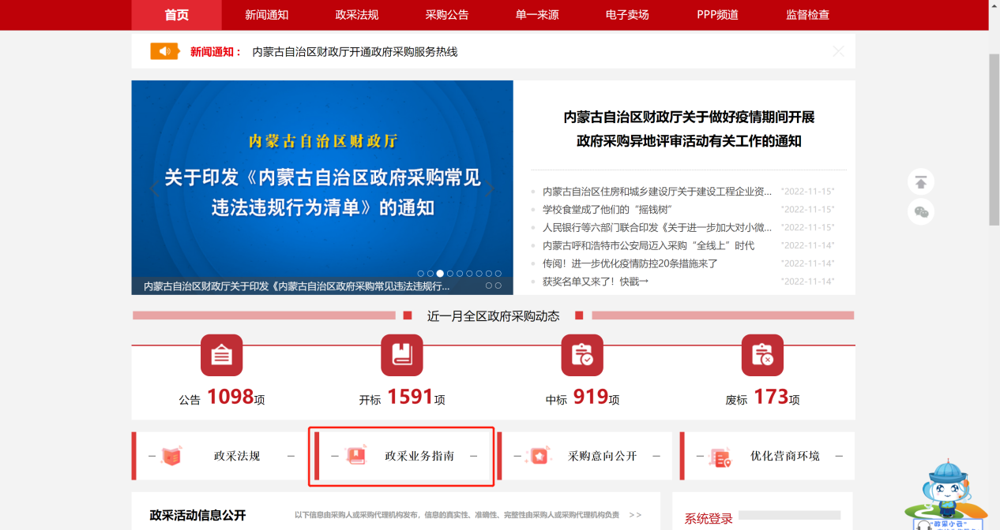 首页 新闻通知 政采法规 采购公告 单一来源 电子卖场 PPP频道 监督检查
新闻通知： 内蒙古自治区财政厅开通政府采购服务热线
内蒙古自治区财政厅
关于印发《内蒙古自治区政府采购常见
违法违规行为清单》的通知
内蒙古自治区财政厅关于印发《内蒙古自治区政府采购常见违法违规行...
内蒙古自治区财政厅关于做好疫情期间开展
政府采购异地评审活动有关工作的通知
内蒙古自治区住房和城乡建设厅关于建设工程企业资... "2022-11-15"
学校食堂成了他们的“摇钱树” "2022-11-15"
人民银行等六部门联合印发《关于进一步加大对小微... "2022-11-15"
内蒙古呼和浩特市公安局迈入采购“全线上”时代 "2022-11-14"
传阅！进一步优化疫情防控20条措施来了 "2022-11-14"
获奖名单又来了！快戳→ "2022-11-14"
近一月全区政府采购动态
公告 1098项 开标 1591项 中标 919项 废标 173项
政采法规 政采业务指南 采购意向公开 优化营商环境
政采活动信息公开 以下信息由采购人或采购代理机构发布，信息的真实性、准确性、完整性由采购人或采购代理机构负责 >>
系统登录
"政采小云"